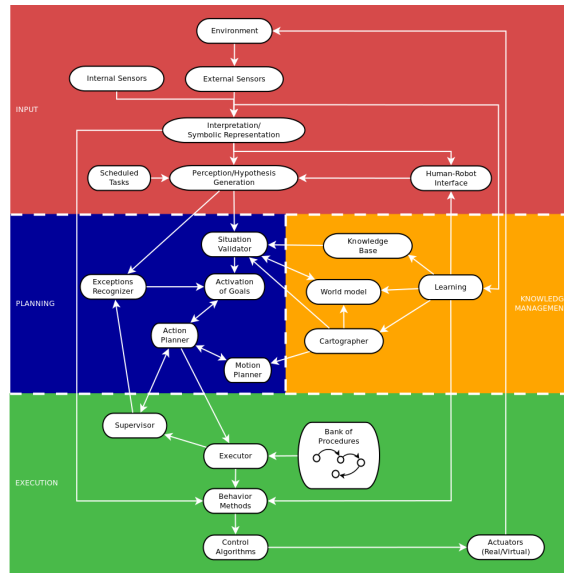 Environment
Internal Sensors
External Sensors
INPUT
Interpretation/
Symbolic Representation
Scheduled
Tasks
Perception/Hypothesis
Generation
Human-Robot
Interface
Situation
Validator
Knowledge
Base
Exceptions
Recognizer
Activation
of Goals
World model
Learning
PLANNING
KNOWLEDGE
MANAGEMENT
Action
Planner
Cartographer
Motion
Planner
Supervisor
Bank of
Procedures
Executor
EXECUTION
Behavior
Methods
Control
Algorithms
Actuators
(Real/Virtual)